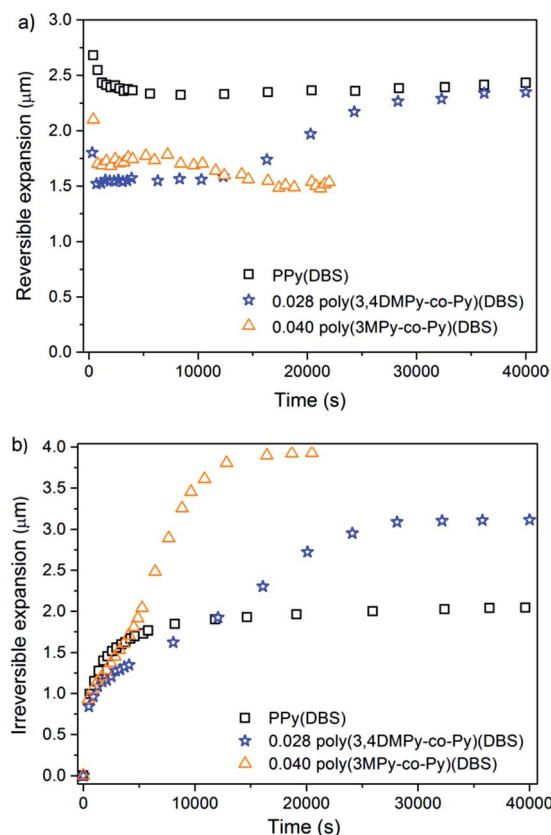 a)
3.0
2.5
2.0
1.5
1.0
0.5
0.0
Reversible expansion (μm)
PPy(DBS)
0.028 poly(3,4DMPy-co-Py)(DBS)
0.040 poly(3MPy-co-Py)(DBS)
0 10000 20000 30000 40000
Time (s)
b)
4.0
3.5
3.0
2.5
2.0
1.5
1.0
0.5
0.0
Irreversible expansion (μm)
PPy(DBS)
0.028 poly(3,4DMPy-co-Py)(DBS)
0.040 poly(3MPy-co-Py)(DBS)
0 10000 20000 30000 40000
Time (s)